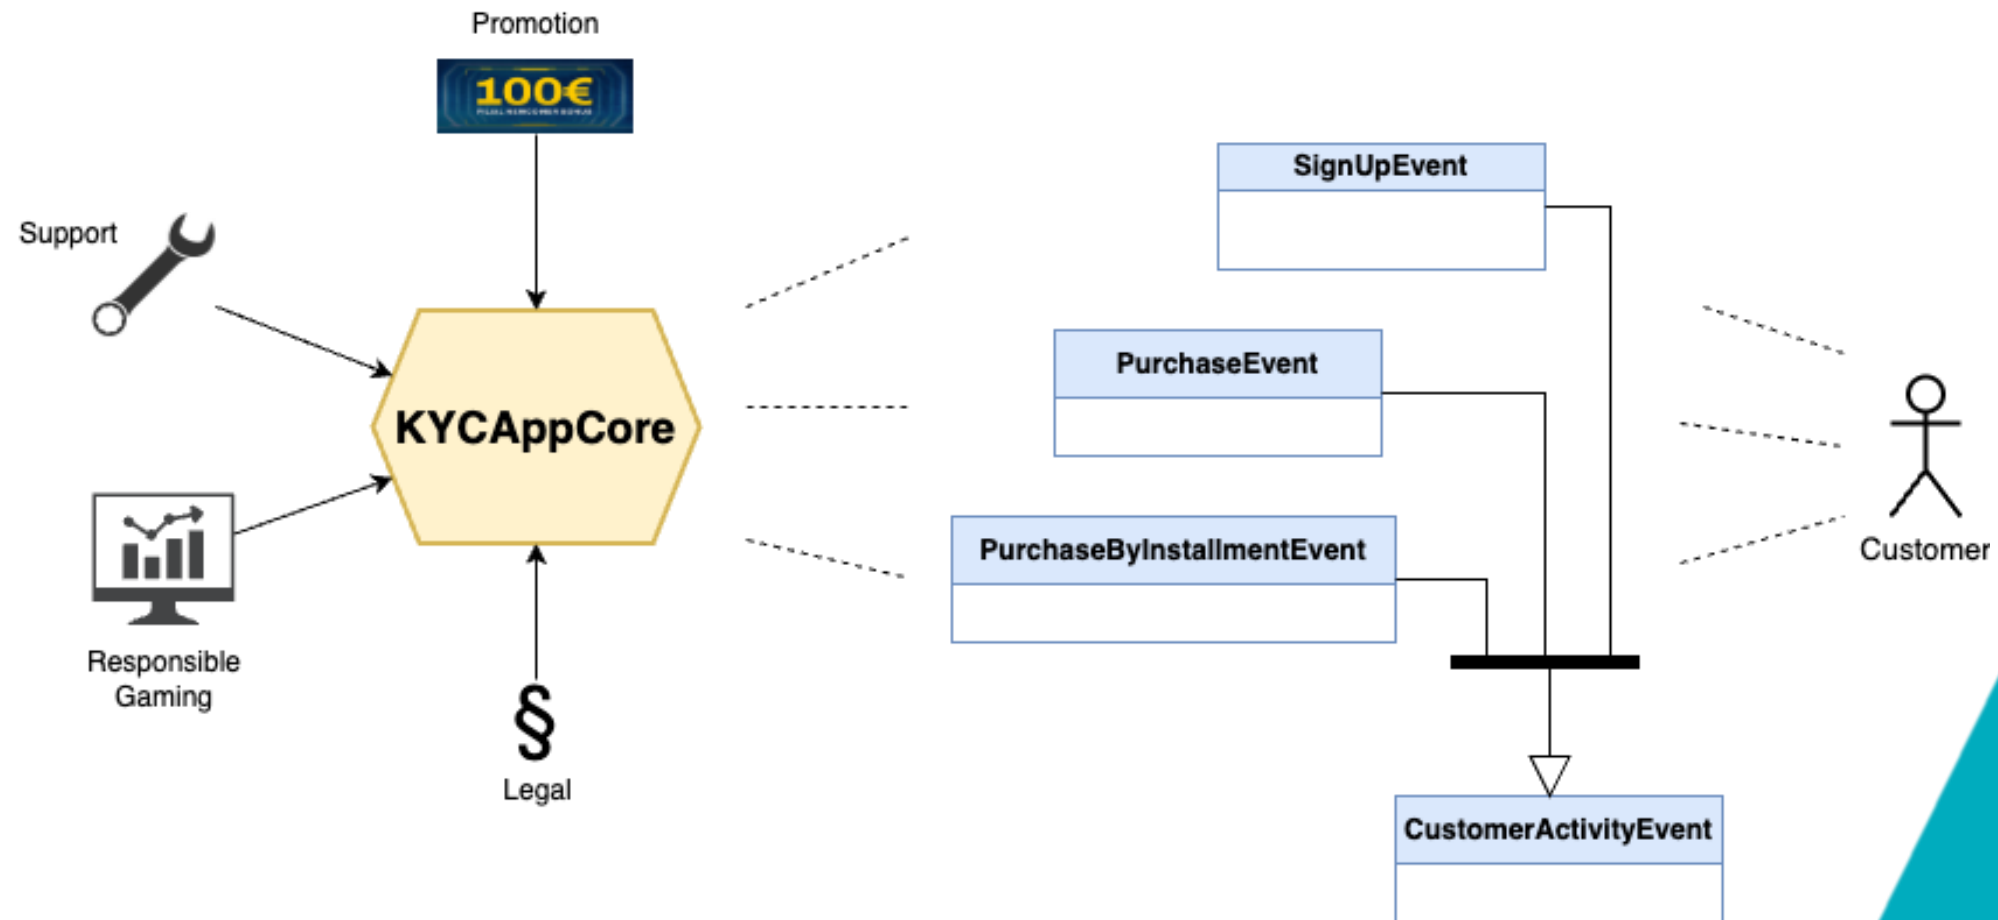 Promotion
100€
SignUpEvent
Support
PurchaseEvent
KYCAppCore
PurchaseByInstallmentEvent
Customer
Responsible
Gaming
§
Legal
CustomerActivityEvent